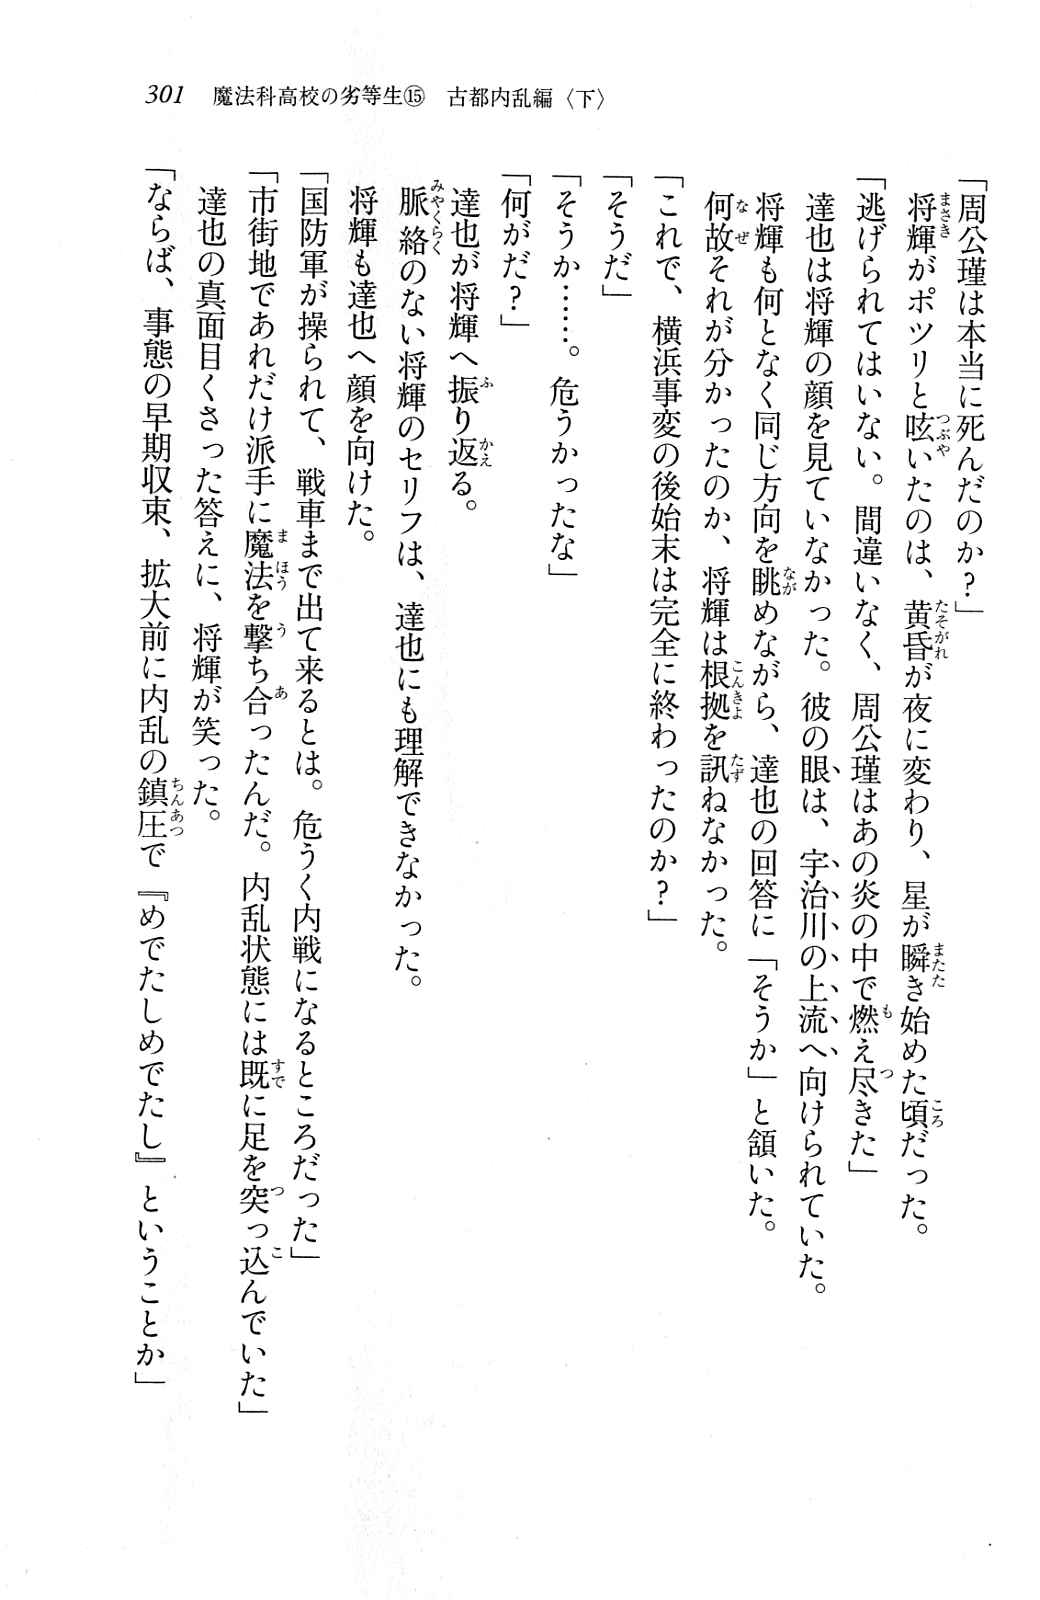 301　魔法科高校の劣等生⑮　古都内乱編〈下〉
「周公瑾は本当に死んだのか？」
将輝がポツリと呟いたのは、黄昏が夜に変わり、星が瞬き始めた頃だった。
「逃げられてはいない。間違いなく、周公瑾はあの炎の中で燃え尽きた」
達也は将輝の顔を見ていなかった。彼の眼は、宇治川の上流へ向けられていた。
将輝も何となく同じ方向を眺めながら、達也の回答に「そうか」と頷いた。
何故それが分かったのか、将輝は根拠を訊ねなかった。
「これで、横浜事変の後始末は完全に終わったのか？」
「そうだ」
「そうか……。危うかったな」
「何がだ？」
達也が将輝へ振り返る。
脈絡のない将輝のセリフは、達也にも理解できなかった。
将輝も達也へ顔を向けた。
「国防軍が操られて、戦車まで出て来るとは。危うく内戦になるところだった」
「市街地であれだけ派手に魔法を撃ち合ったんだ。内乱状態には既に足を突っ込んでいた」
達也の真面目くさった答えに、将輝が笑った。
「ならば、事態の早期収束、拡大前に内乱の鎮圧で『めでたしめでたし』ということか」